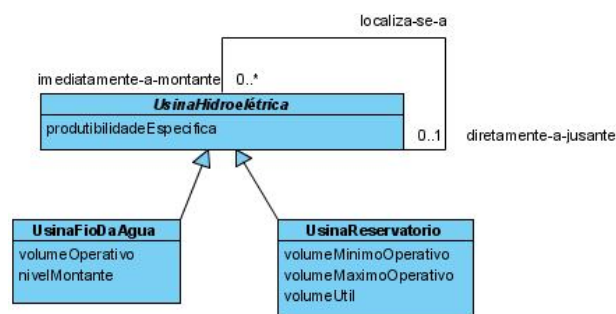 localiza-se-a
imediatamente-a-montante 0..*
UsinaHidroelétrica
produtibilidadeEspecifica
0..1 diretamente-a-jusante
UsinaFioDaAgua
volumeOperativo
nivelMontante
UsinaReservatorio
volumeMinimoOperativo
volumeMaximoOperativo
volumeUtil